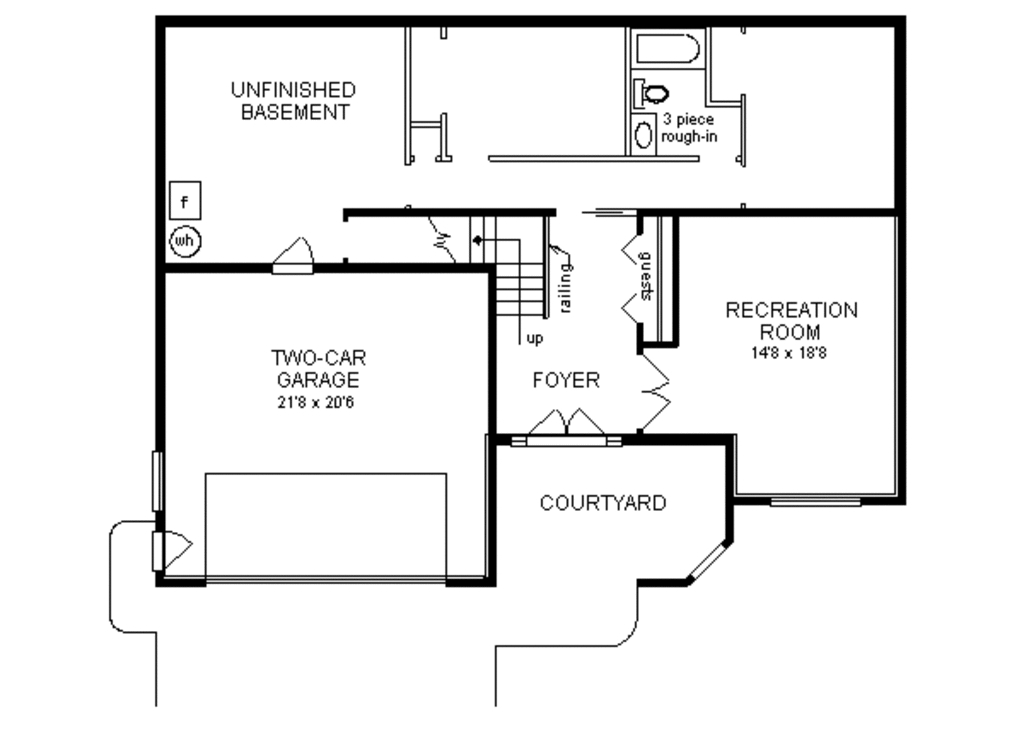 UNFINISHED
BASEMENT
3 piece
rough-in
f
wh
railing
guests
up
RECREATION
ROOM
14'8 x 18'8
TWO-CAR
GARAGE
21'8 x 20'6
FOYER
COURTYARD